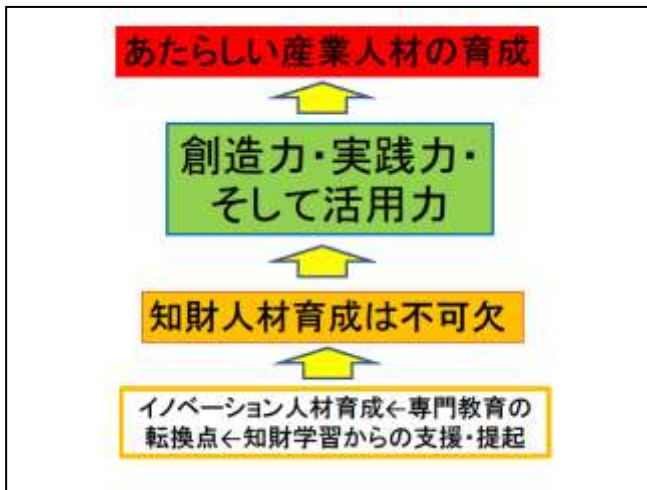 あたらしい産業人材の育成
創造力・実践力・
そして活用力
知財人材育成は不可欠
イノベーション人材育成←専門教育の
転換点←知財学習からの支援・提起